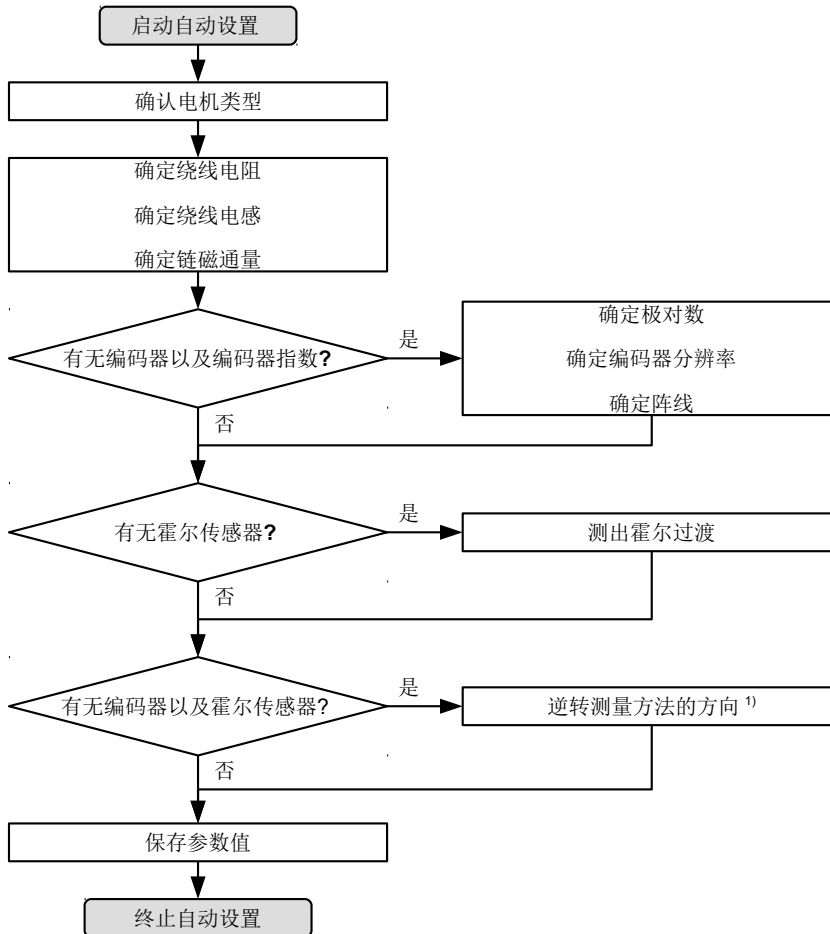 启动自动设置
确认电机类型
确定绕线电阻
确定绕线电感
确定链磁通量
有无编码器以及编码器指数?
是
确定极对数
确定编码器分辨率
确定阵线
否
有无霍尔传感器?
是
测出霍尔过渡
否
有无编码器以及霍尔传感器?
是
逆转测量方法的方向 1)
否
保存参数值
终止自动设置